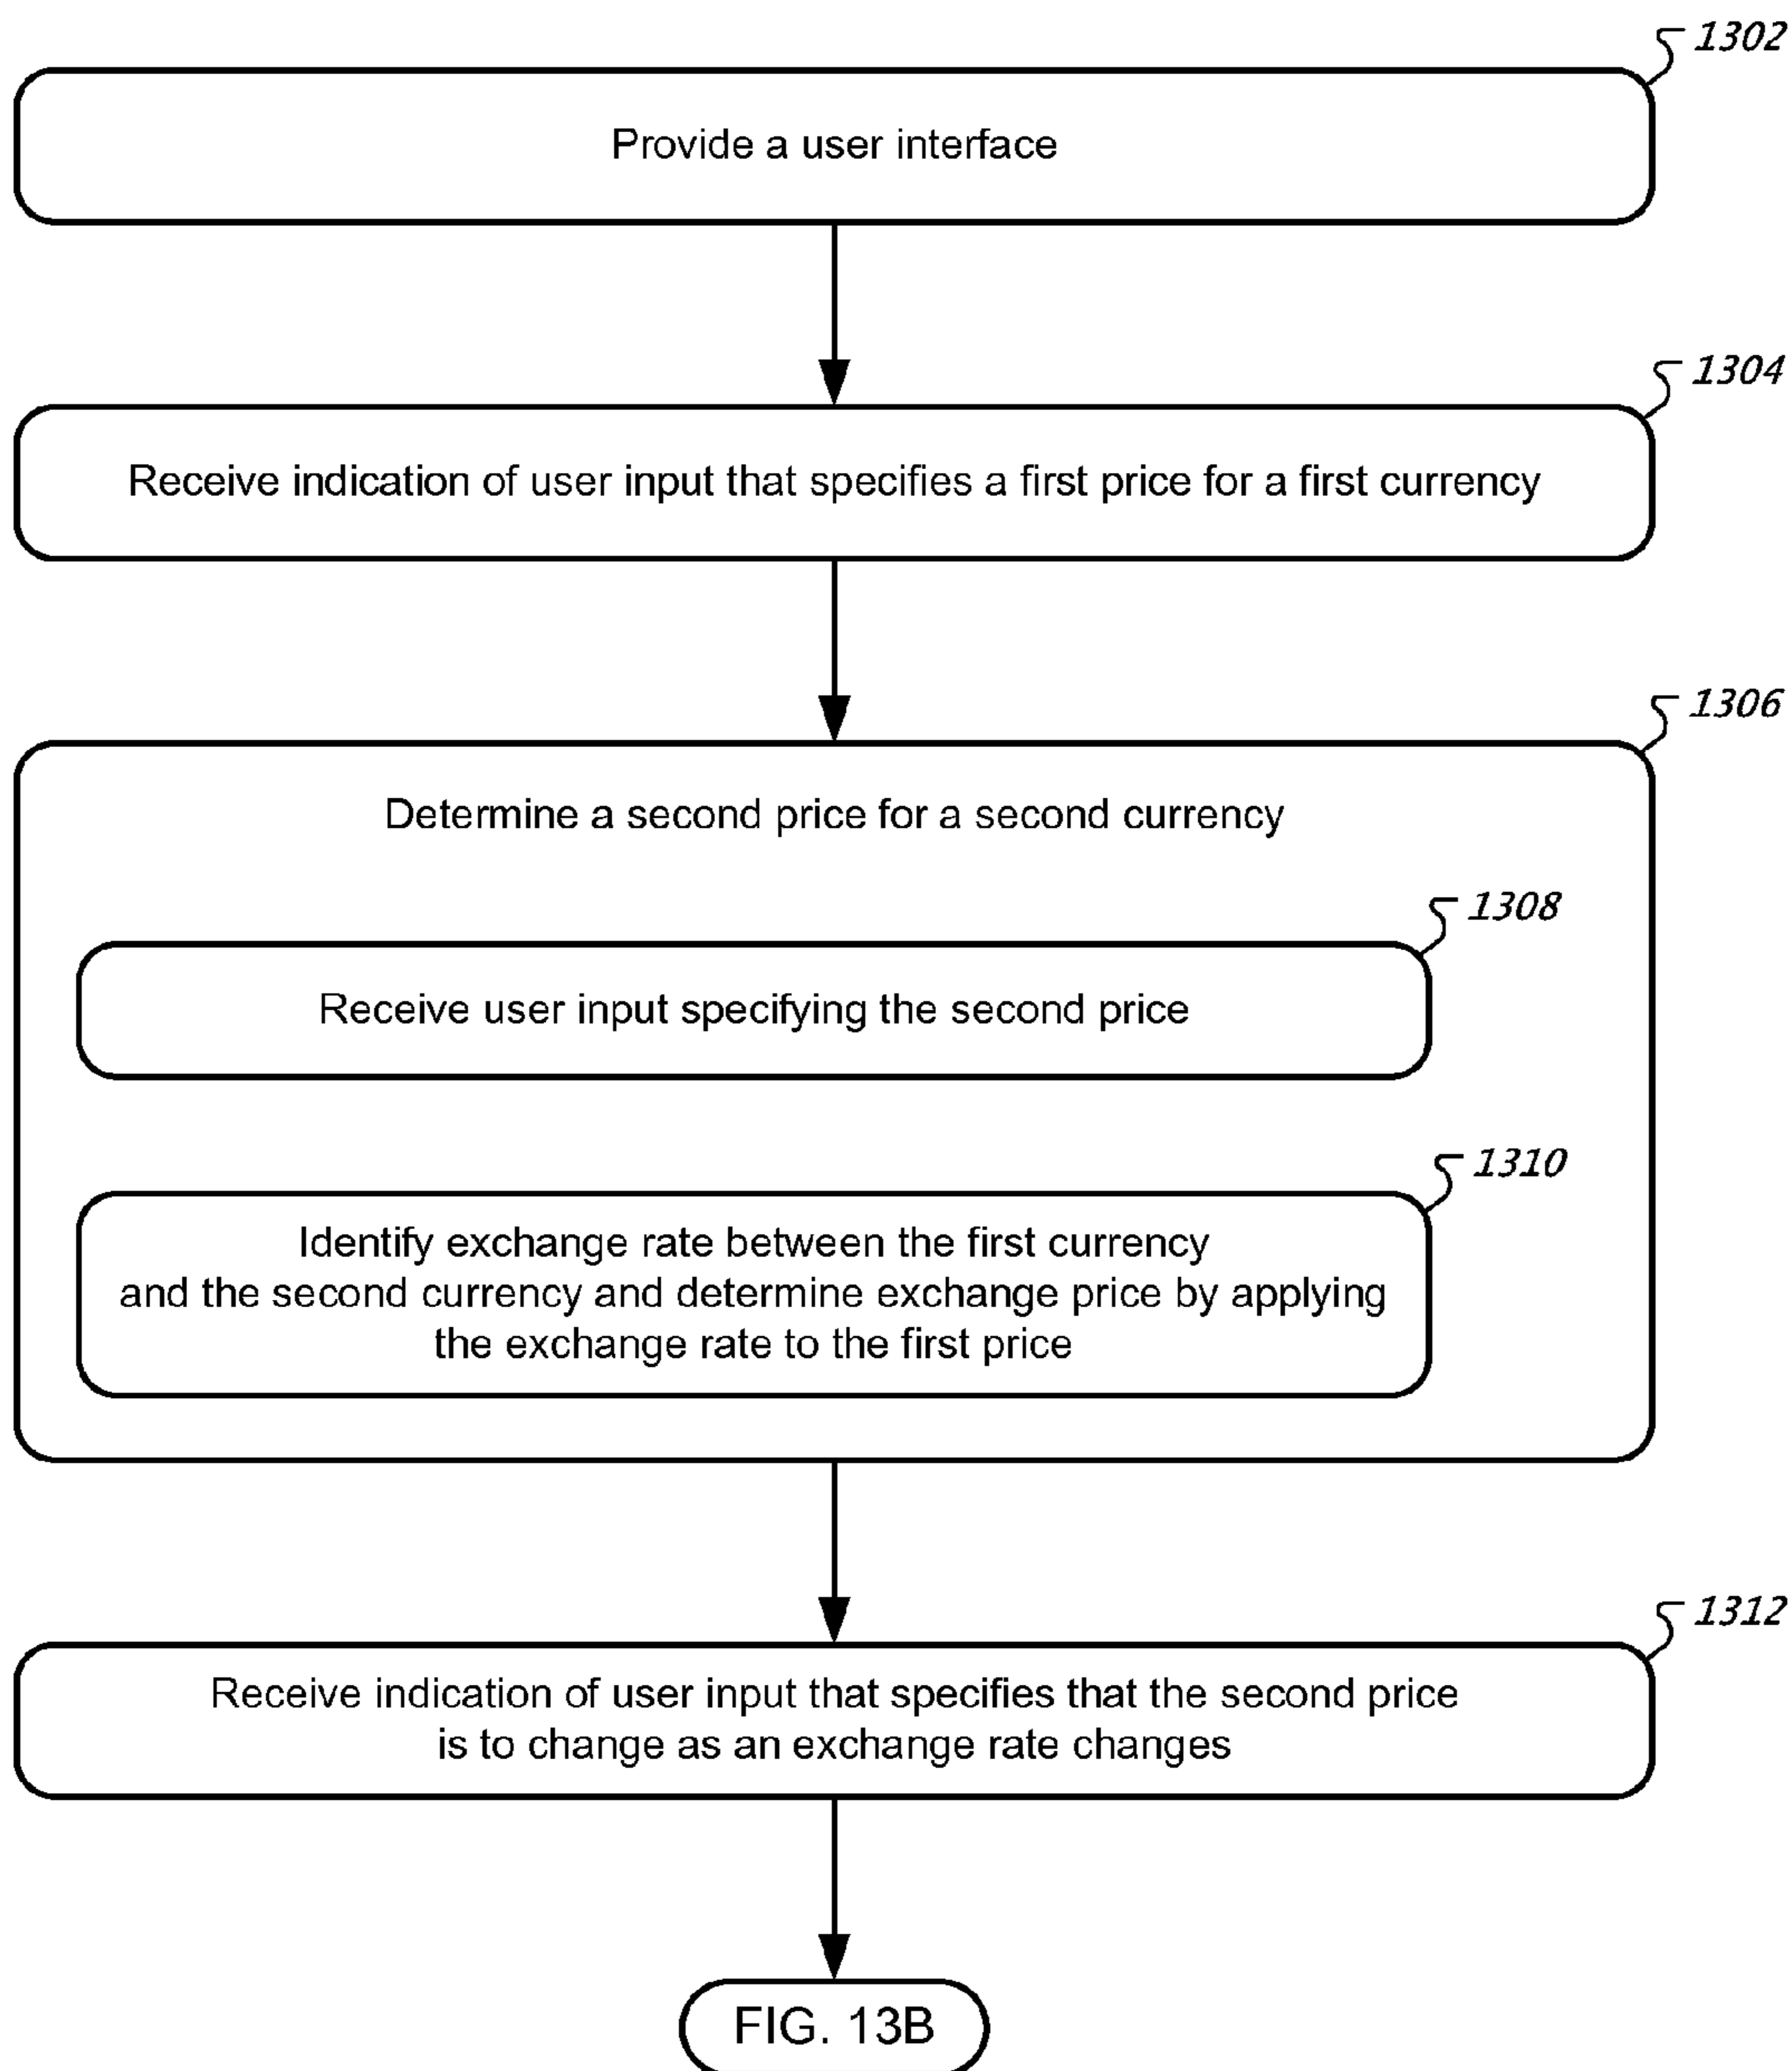 1302
Provide a user interface
1304
Receive indication of user input that specifies a first price for a first currency
1306
Determine a second price for a second currency
1308
Receive user input specifying the second price
1310
Identify exchange rate between the first currency
and the second currency and determine exchange price by applying
the exchange rate to the first price
1312
Receive indication of user input that specifies that the second price
is to change as an exchange rate changes
FIG. 13B